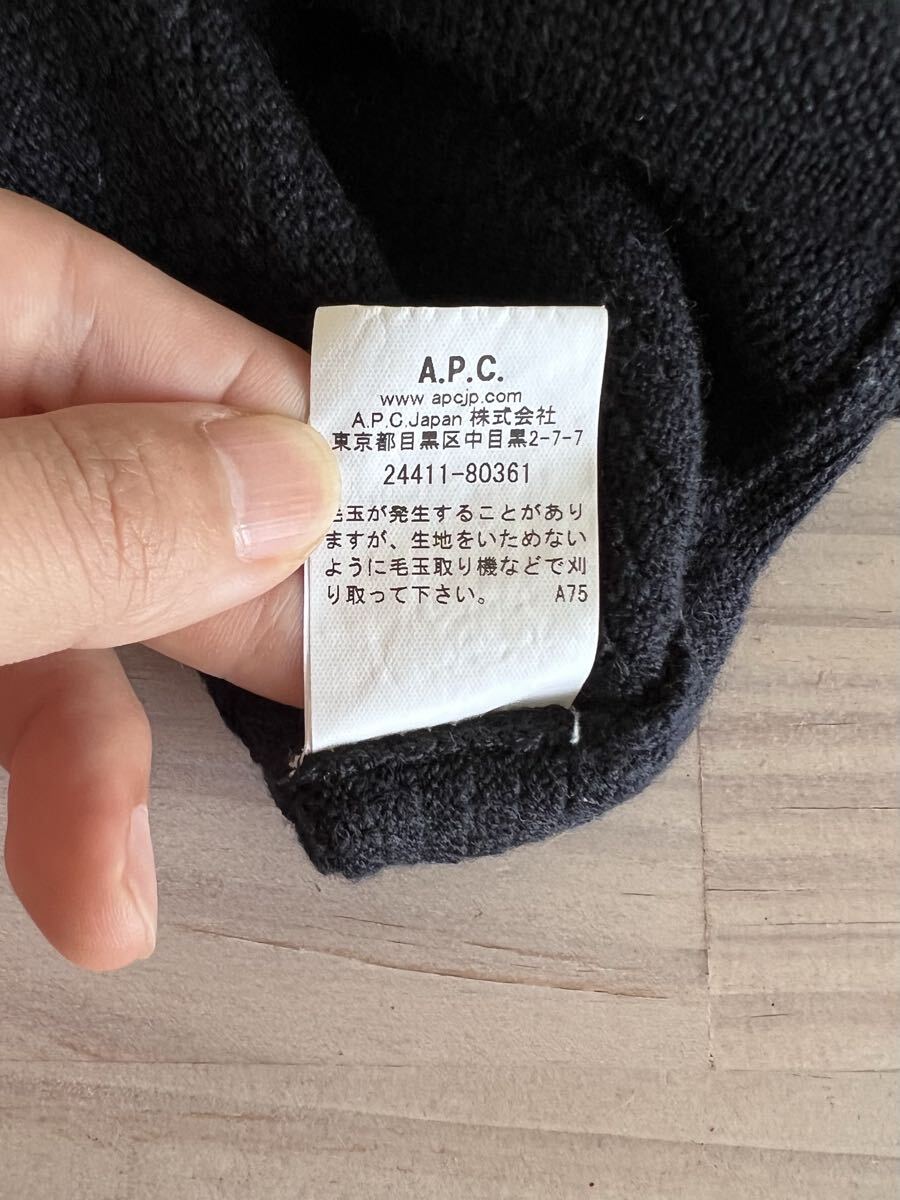 A.P.C.
www apcjp.com
A.P.C.Japan 株式会社
東京都目黒区中目黒2-7-7
24411-80361
毛玉が発生することがあり
ますが、生地をいためない
ように毛玉取り機などで刈
り取って下さい。 A75